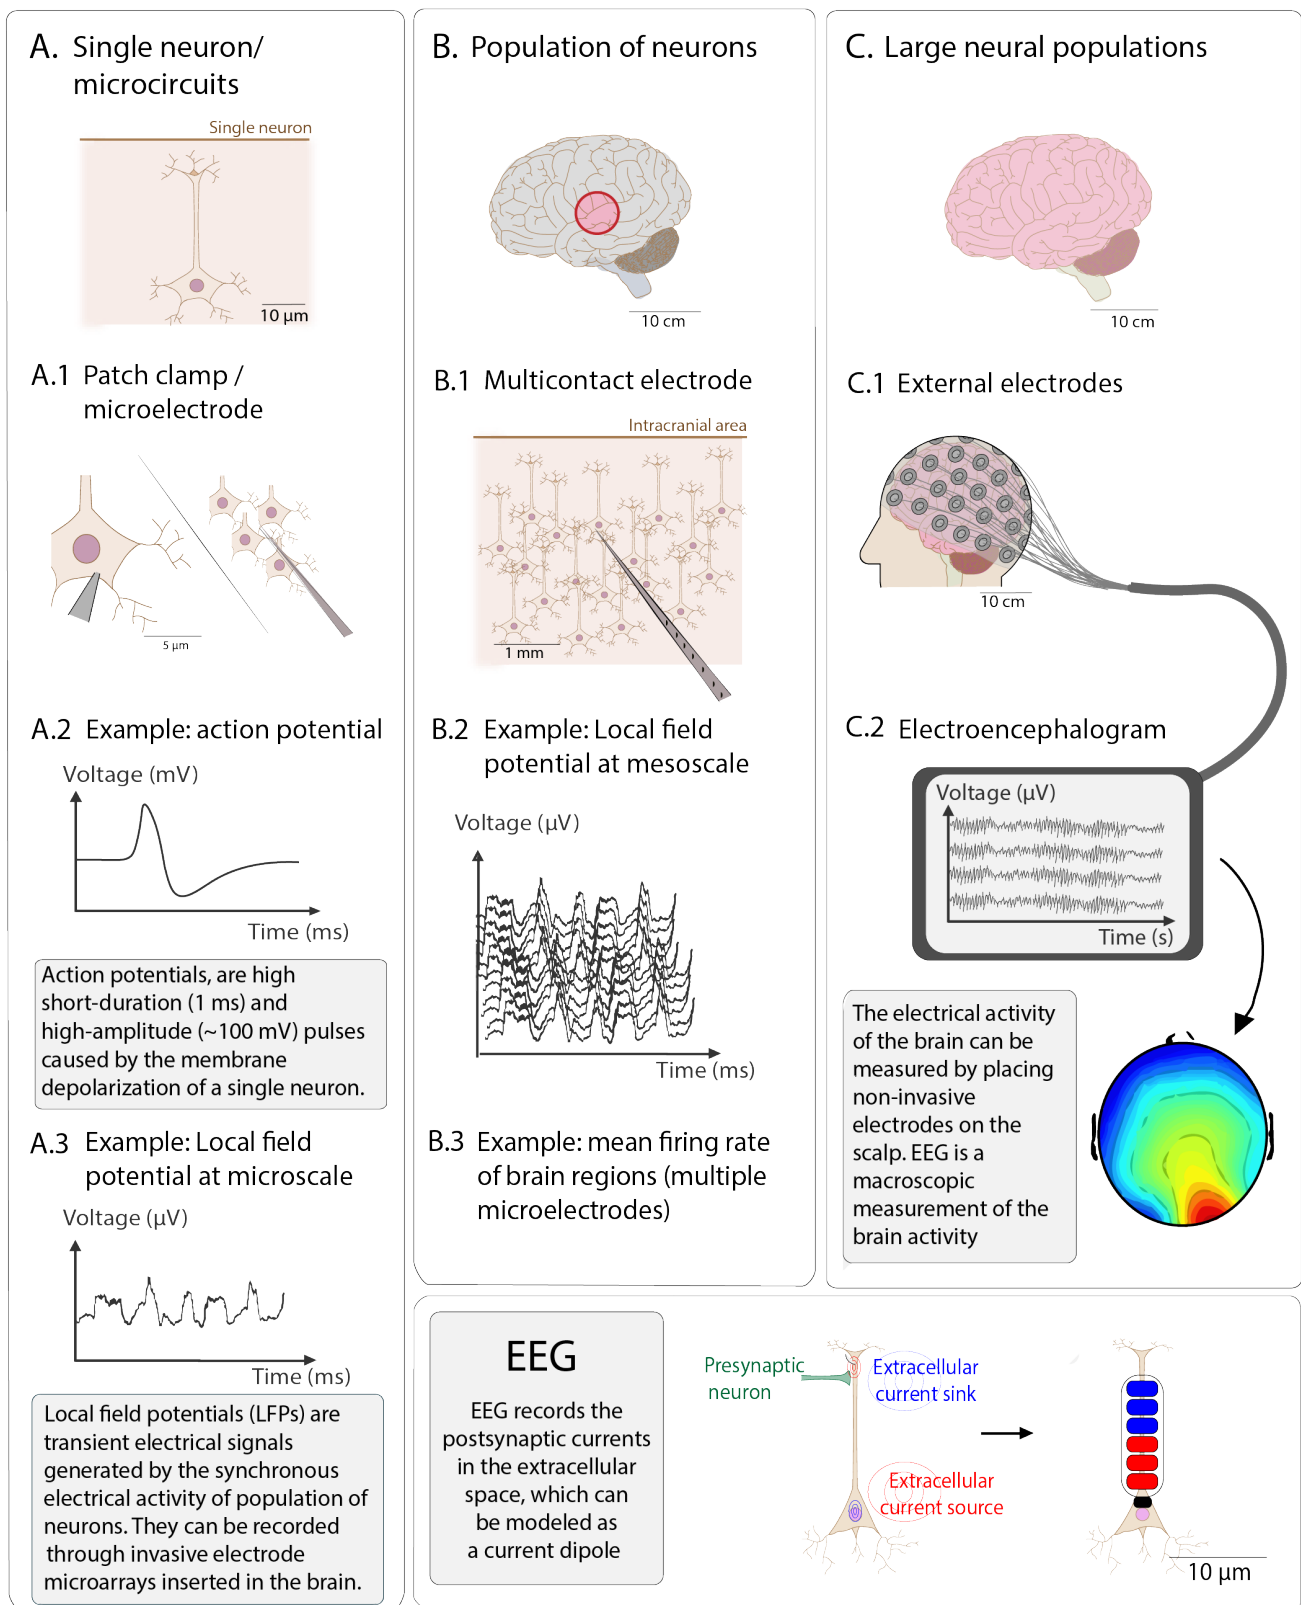 A. Single neuron/
microcircuits
Single neuron
10 µm
A.1 Patch clamp /
microelectrode
5 µm
A.2 Example: action potential
Voltage (mV)
Time (ms)
Action potentials, are high
short-duration (1 ms) and
high-amplitude (~100 mV) pulses
caused by the membrane
depolarization of a single neuron.
A.3 Example: Local field
potential at microscale
Voltage (µV)
Time (ms)
Local field potentials (LFPs) are
transient electrical signals
generated by the synchronous
electrical activity of population of
neurons. They can be recorded
through invasive electrode
microarrays inserted in the brain.
B. Population of neurons
10 cm
B.1 Multicontact electrode
Intracranial area
1 mm
B.2 Example: Local field
potential at mesoscale
Voltage (µV)
Time (ms)
B.3 Example: mean firing rate
of brain regions (multiple
microelectrodes)
C. Large neural populations
10 cm
C.1 External electrodes
10 cm
C.2 Electroencephalogram
Voltage (µV)
Time (s)
The electrical activity
of the brain can be
measured by placing
non-invasive
electrodes on the
scalp. EEG is a
macroscopic
measurement of the
brain activity
EEG
EEG records the
postsynaptic currents
in the extracellular
space, which can
be modeled as
a current dipole
Presynaptic
neuron
Extracellular
current sink
Extracellular
current source
10 µm